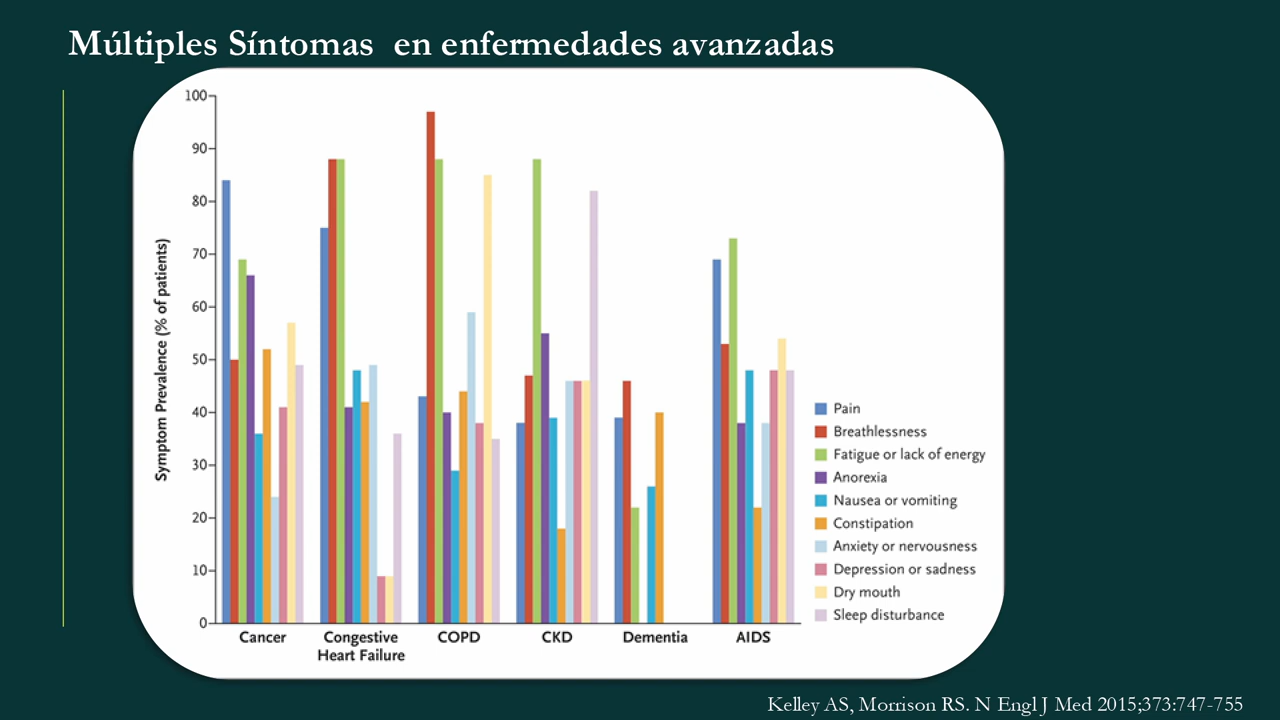 Múltiples Síntomas en enfermedades avanzadas
Symptom Prevalence (% of patients)
100
90
80
70
60
50
40
30
20
10
0
Cancer
Congestive
Heart Failure
COPD
CKD
Dementia
AIDS
Pain
Breathlessness
Fatigue or lack of energy
Anorexia
Nausea or vomiting
Constipation
Anxiety or nervousness
Depression or sadness
Dry mouth
Sleep disturbance
Kelley AS, Morrison RS. N Engl J Med 2015;373:747-755